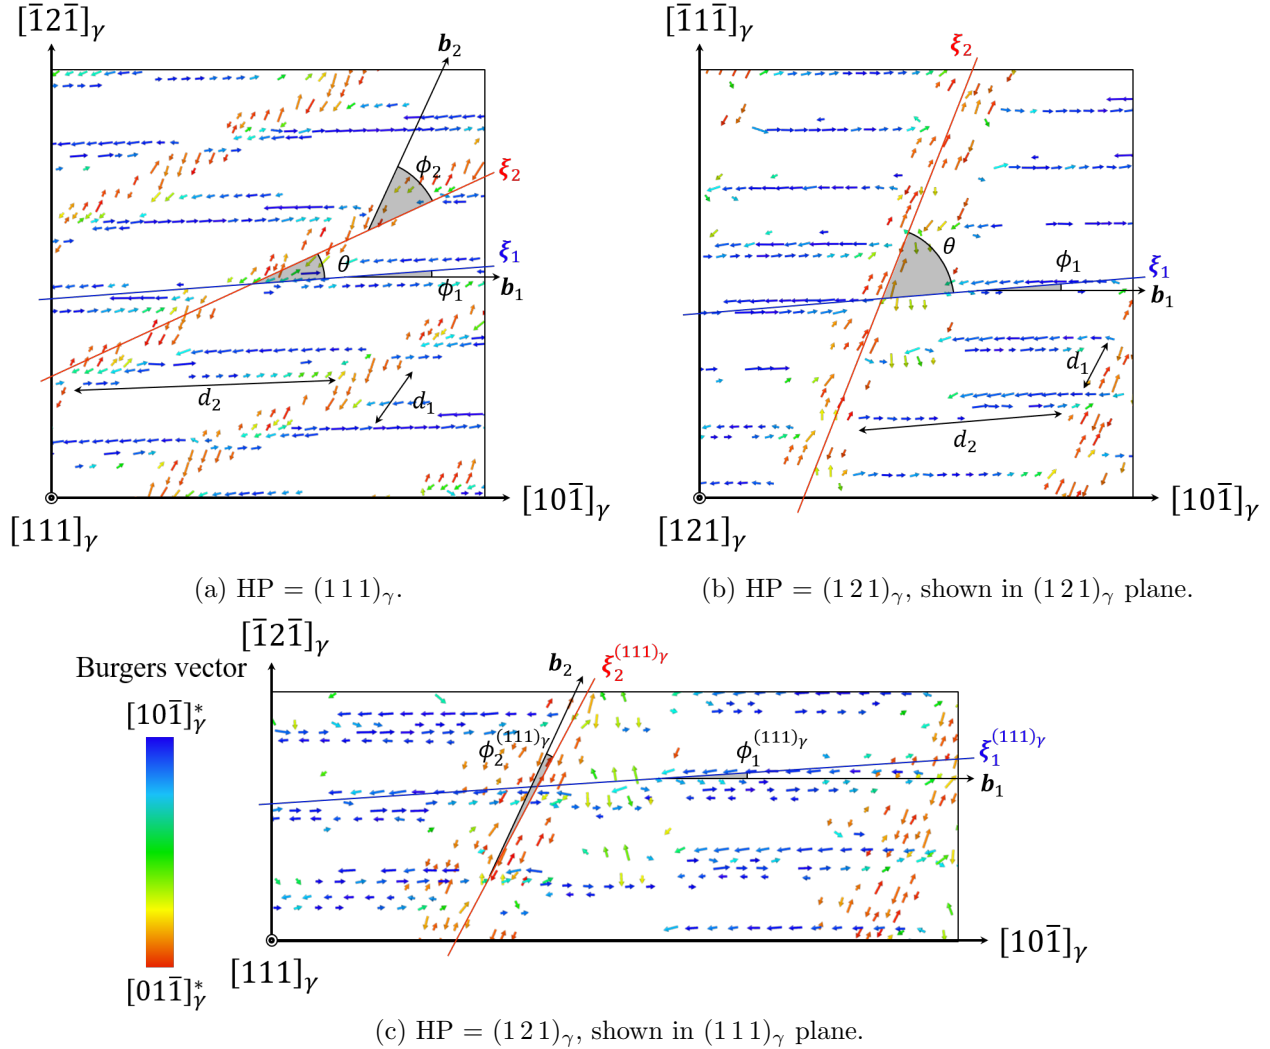 [1̄21̄]γ
b₂
ϕ₂
ξ₂
θ
ξ₁
ϕ₁
b₁
d₂
d₁
[111]γ
[101̄]γ
(a) HP = (1 1 1)γ.
[1̄11̄]γ
ξ₂
θ
ϕ₁
ξ₁
b₁
d₁
d₂
[121]γ
[101̄]γ
(b) HP = (1 2 1)γ, shown in (1 2 1)γ plane.
Burgers vector
[101̄]*γ
[011̄]*γ
[1̄21̄]γ
b₂
ξ₂^(111)γ
ϕ₂^(111)γ
ϕ₁^(111)γ
ξ₁^(111)γ
b₁
[111]γ
[101̄]γ
(c) HP = (1 2 1)γ, shown in (1 1 1)γ plane.